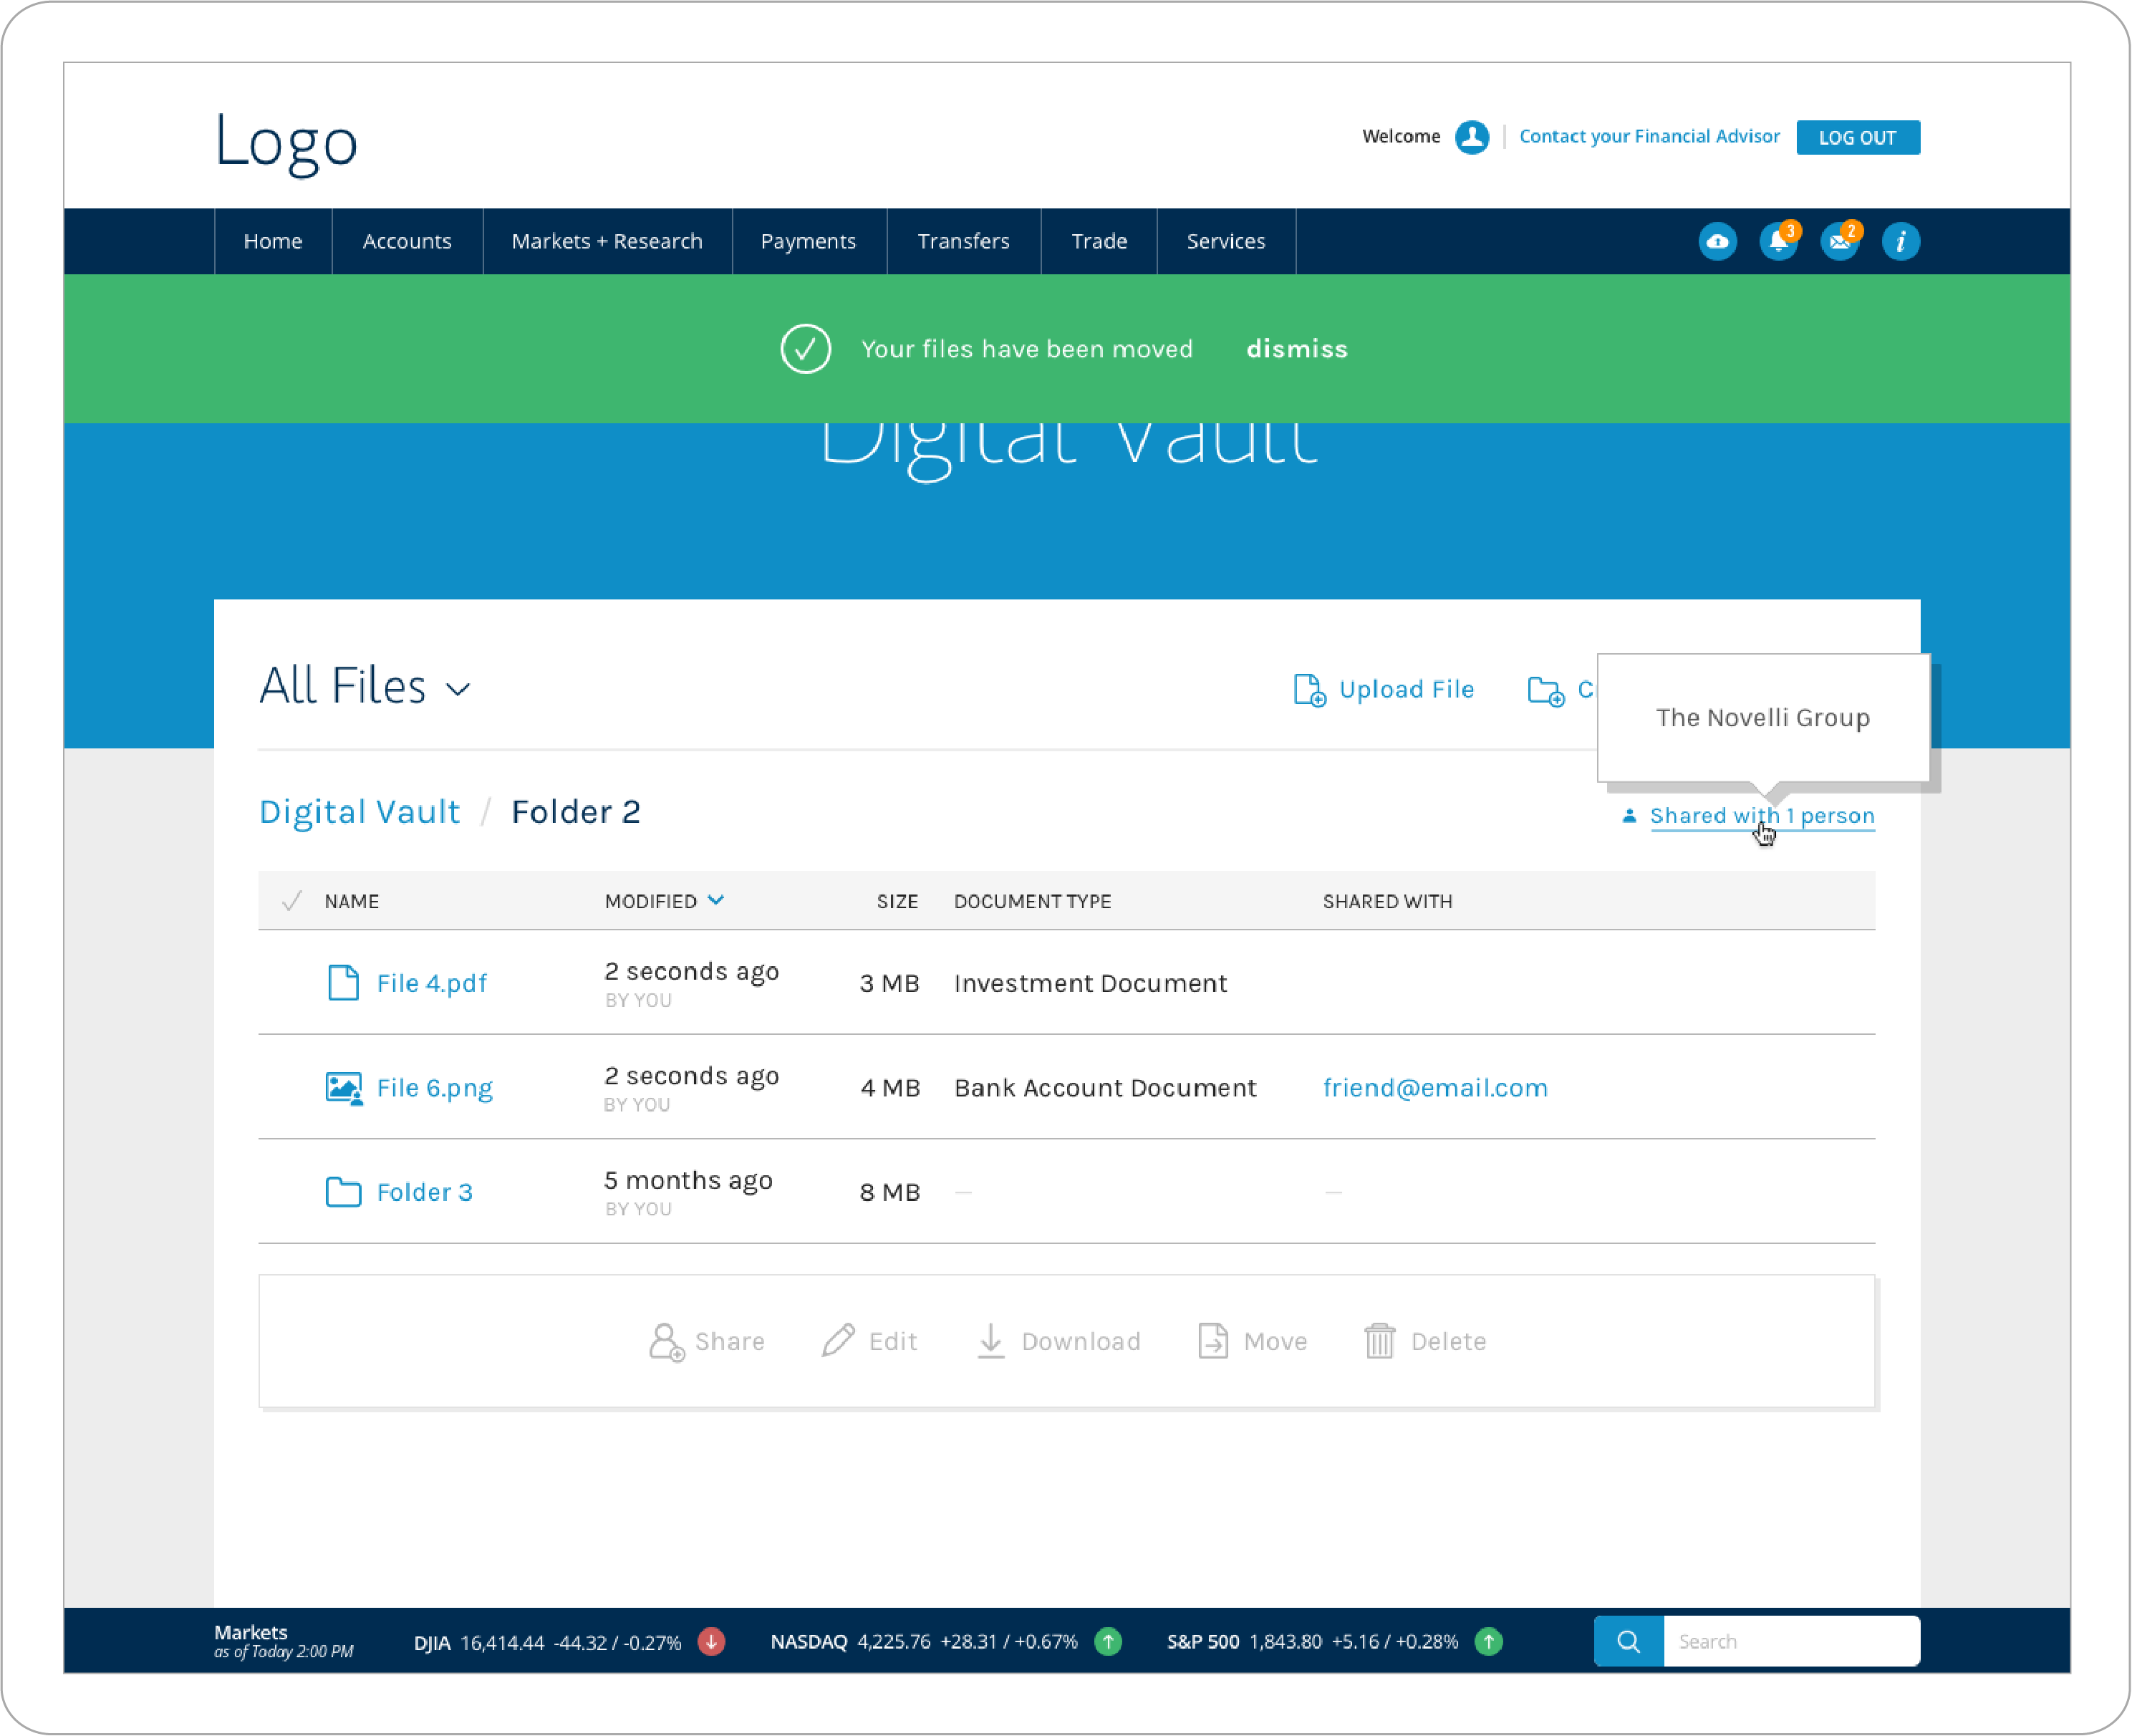 Logo
Welcome
Contact your Financial Advisor
LOG OUT
Home
Accounts
Markets + Research
Payments
Transfers
Trade
Services
3
2
i
Your files have been moved
dismiss
Digital Vault
All Files
Upload File
C
The Novelli Group
Digital Vault / Folder 2
Shared with 1 person
NAME
MODIFIED
SIZE
DOCUMENT TYPE
SHARED WITH
File 4.pdf
2 seconds ago
BY YOU
3 MB
Investment Document
File 6.png
2 seconds ago
BY YOU
4 MB
Bank Account Document
friend@email.com
Folder 3
5 months ago
BY YOU
8 MB
—
—
Share
Edit
Download
Move
Delete
Markets
as of Today 2:00 PM
DJIA 16,414.44 -44.32 / -0.27%
NASDAQ 4,225.76 +28.31 / +0.67%
S&P 500 1,843.80 +5.16 / +0.28%
Search